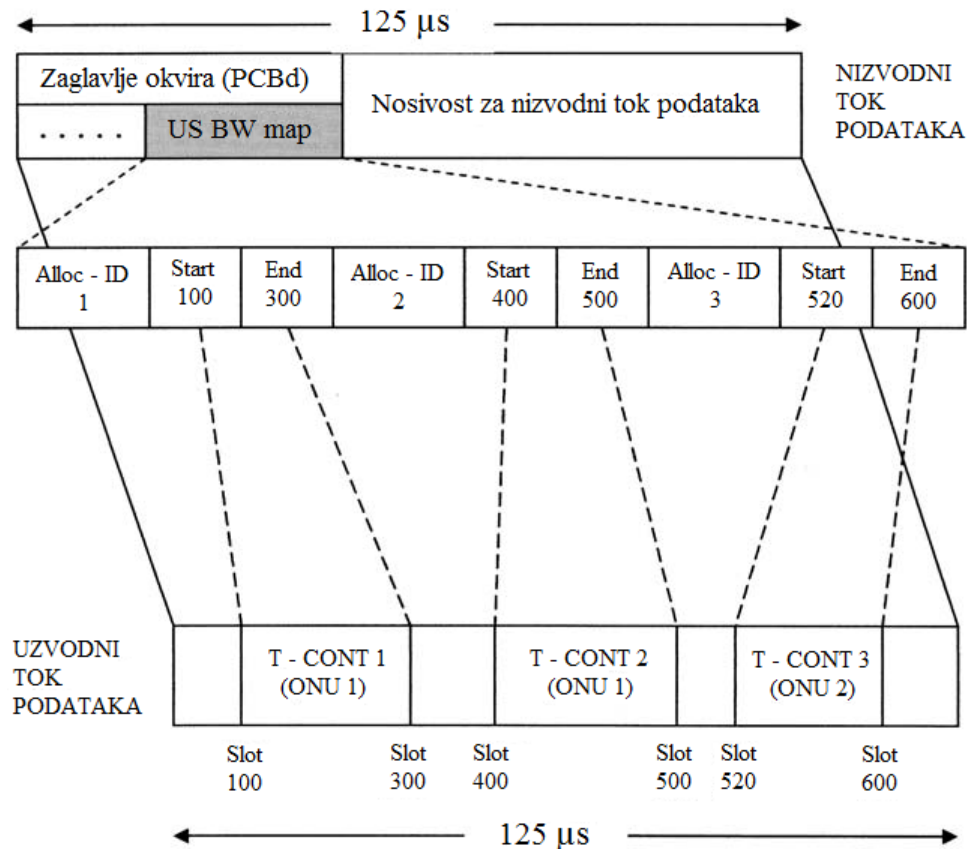 125 μs
Zaglavlje okvira (PCBd)
. . . . .
US BW map
Nosivost za nizvodni tok podataka
NIZVODNI
TOK
PODATAKA
Alloc - ID
1
Start
100
End
300
Alloc - ID
2
Start
400
End
500
Alloc - ID
3
Start
520
End
600
UZVODNI
TOK
PODATAKA
T - CONT 1
(ONU 1)
T - CONT 2
(ONU 1)
T - CONT 3
(ONU 2)
Slot
100
Slot
300
Slot
400
Slot
500
Slot
520
Slot
600
125 μs